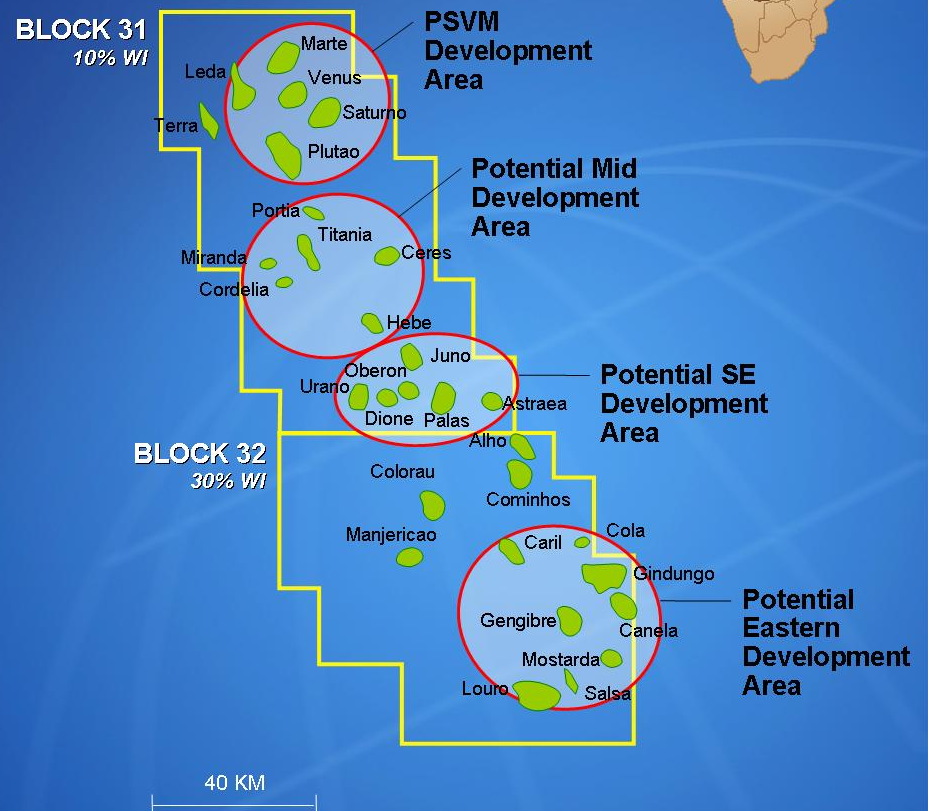 BLOCK 31
10% WI
PSVM
Development
Area
Marte
Leda
Venus
Saturno
Terra
Plutao
Potential Mid
Development
Area
Portia
Titania
Miranda
Ceres
Cordelia
Hebe
Juno
Oberon
Urano
Astraea
Dione
Palas
Potential SE
Development
Area
BLOCK 32
30% WI
Alho
Colorau
Cominhos
Manjericao
Cola
Caril
Gindungo
Gengibre
Canela
Mostarda
Louro
Salsa
Potential
Eastern
Development
Area
40 KM